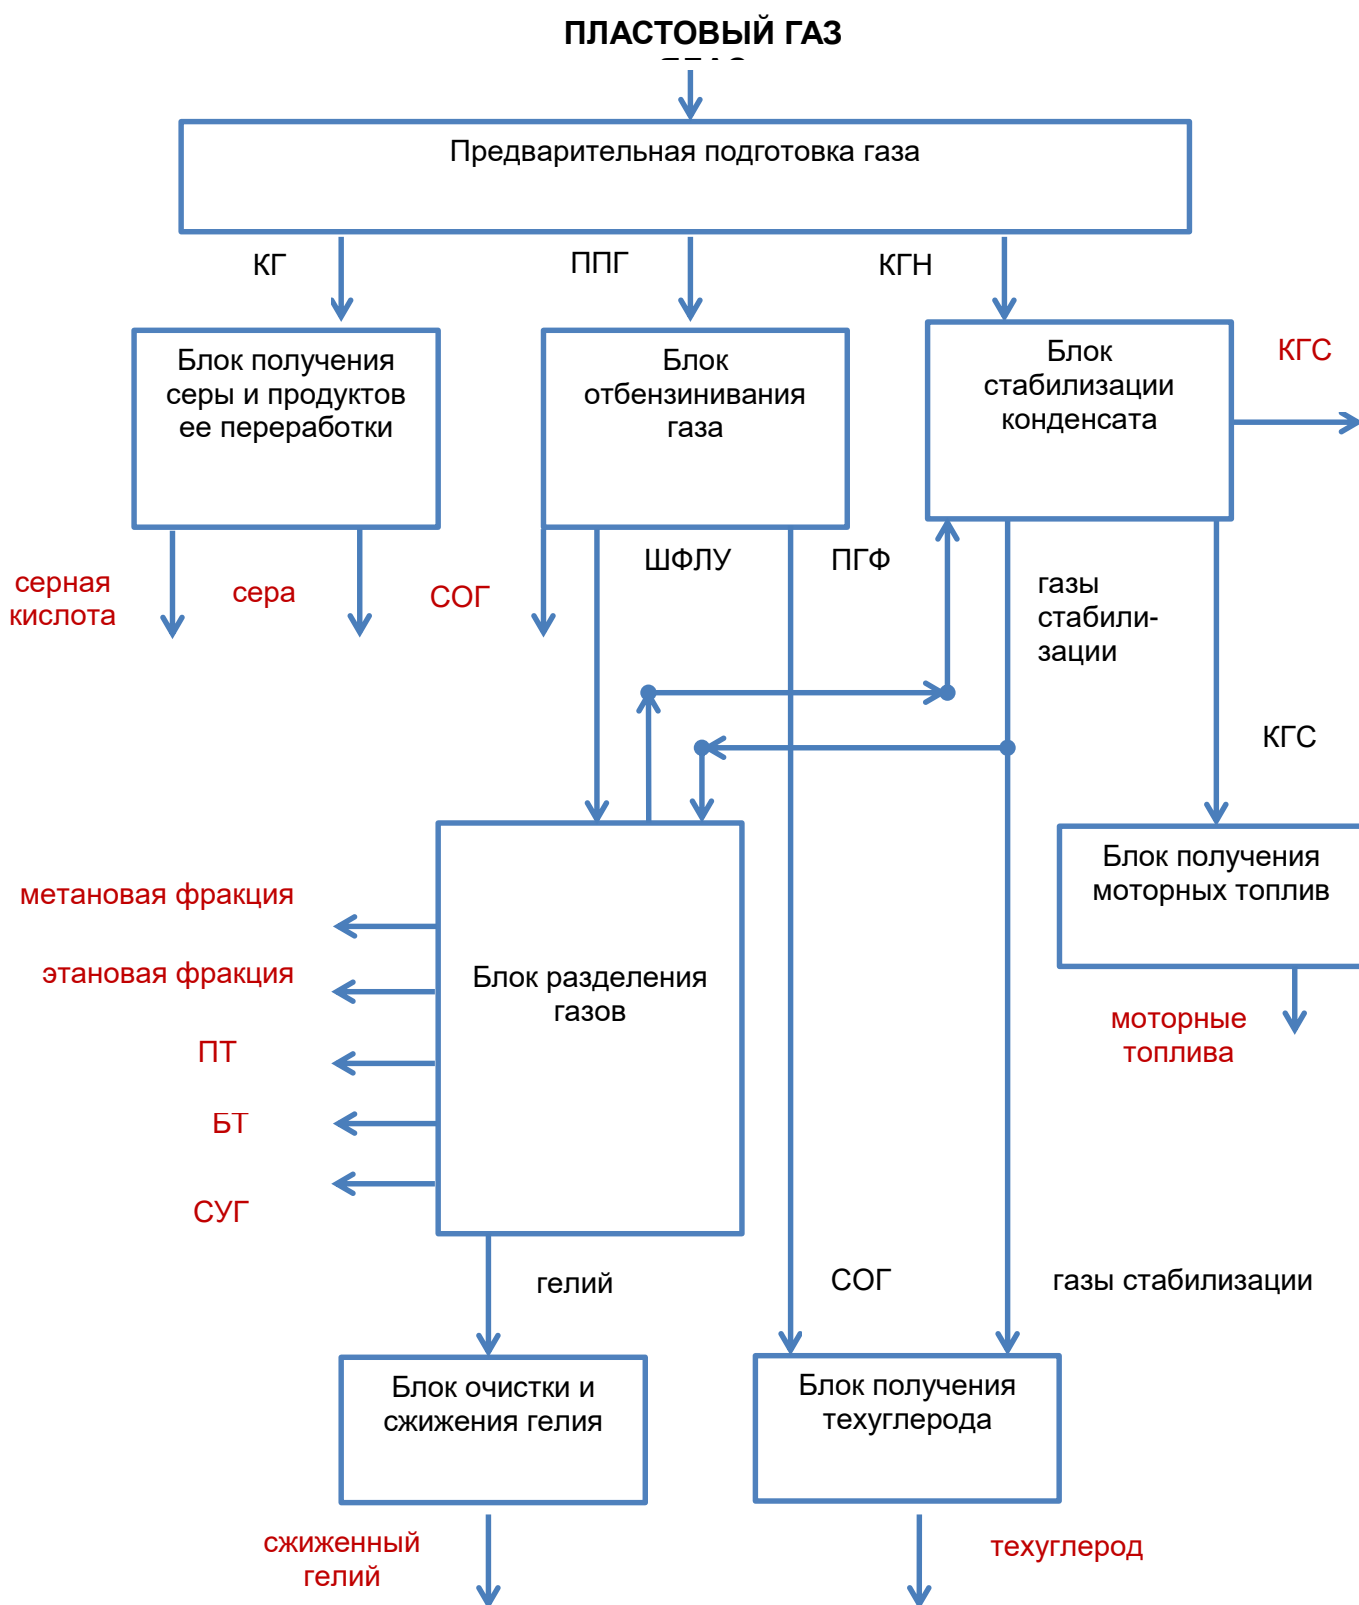 ПЛАСТОВЫЙ ГАЗ
Предварительная подготовка газа
КГ
ППГ
КГН
Блок получения
серы и продуктов
ее переработки
Блок
отбензинивания
газа
Блок
стабилизации
конденсата
КГС
серная
кислота
сера
СОГ
ШФЛУ
ПГФ
газы
стабили-
зации
КГС
Блок получения
моторных топлив
метановая фракция
этановая фракция
ПТ
БТ
СУГ
Блок разделения
газов
моторные
топлива
гелий
СОГ
газы стабилизации
Блок очистки и
сжижения гелия
Блок получения
техуглерода
сжиженный
гелий
техуглерод